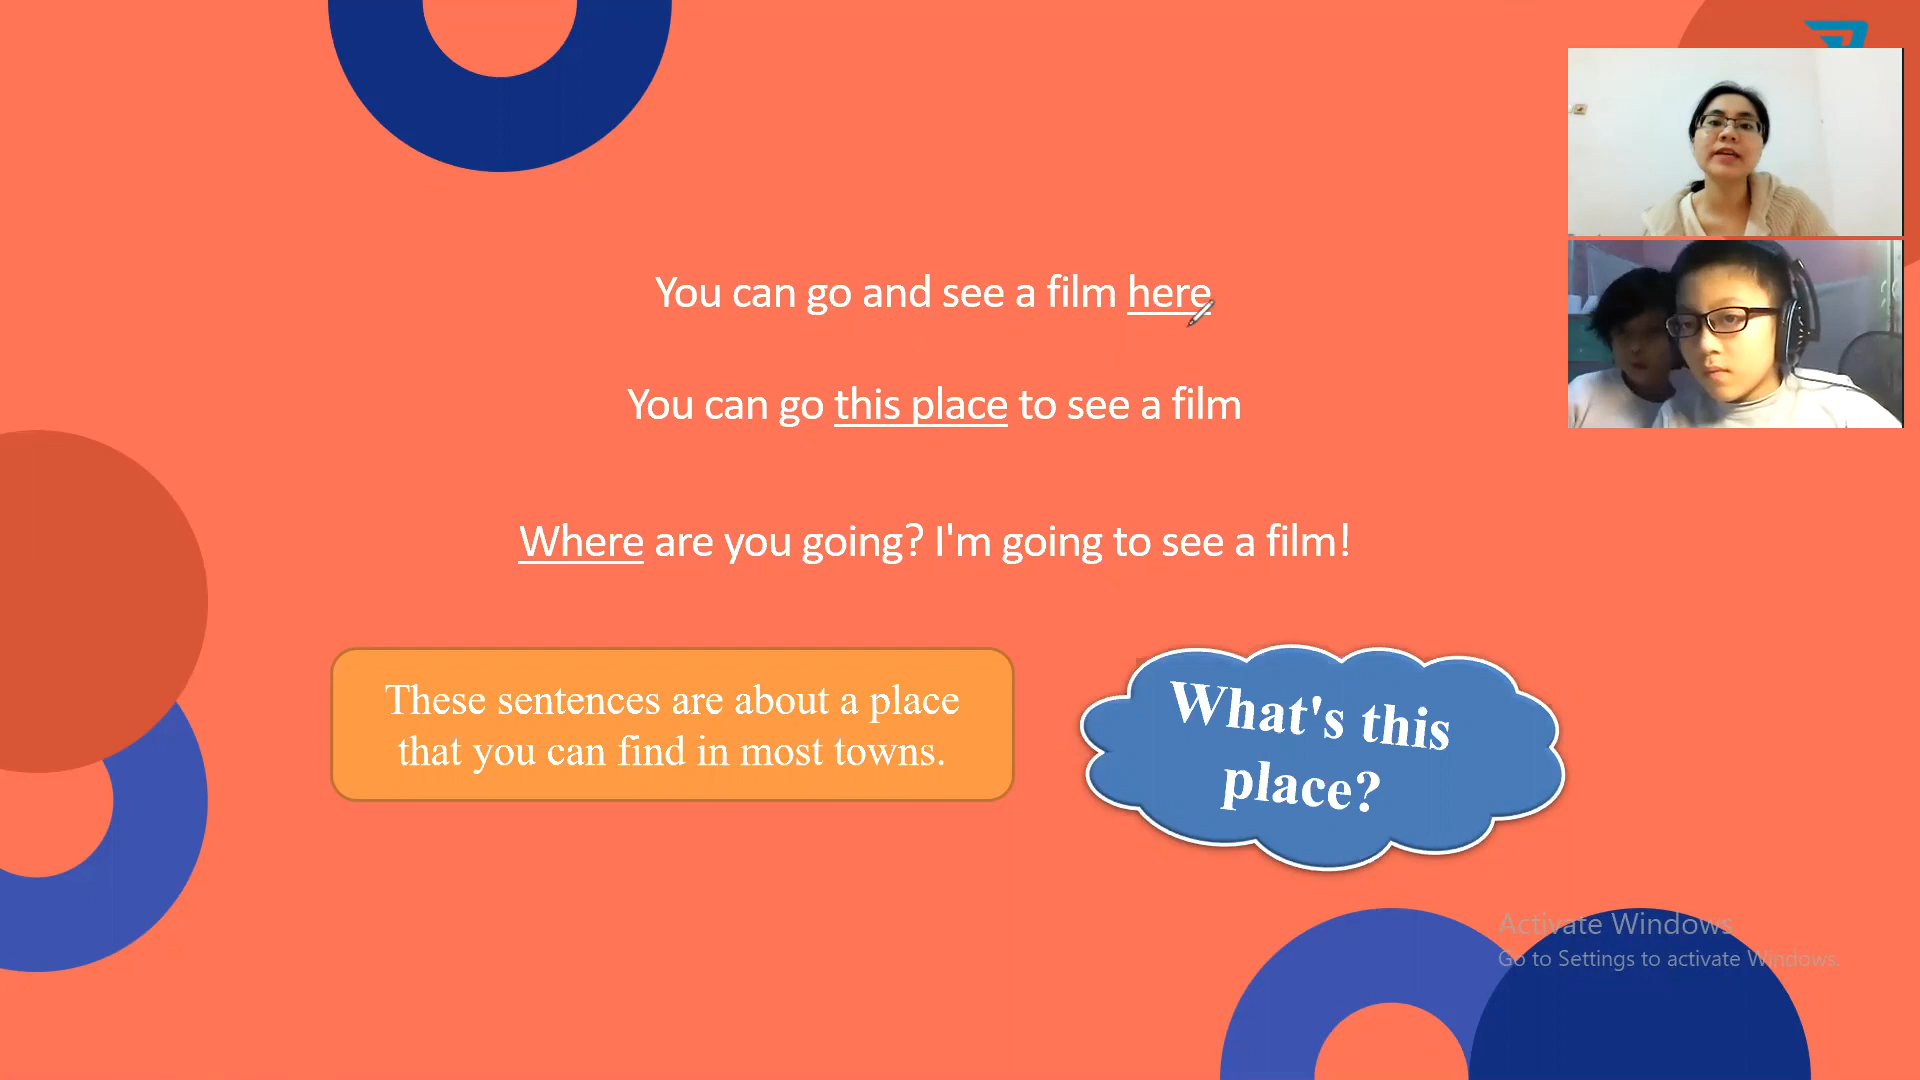 You can go and see a film here
You can go this place to see a film
Where are you going? I'm going to see a film!
These sentences are about a place
that you can find in most towns.
What's this
place?
Activate Windows
Go to Settings to activate Windows.